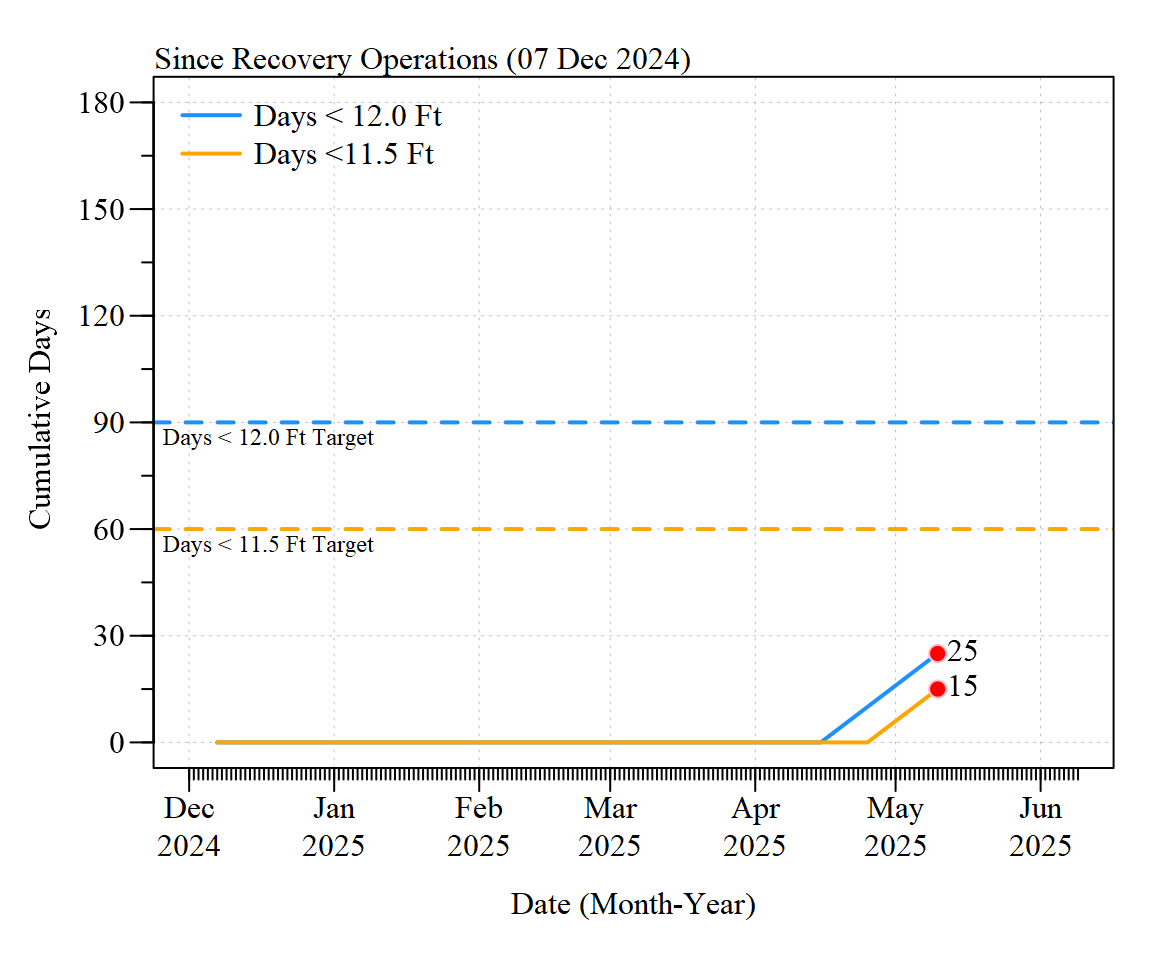 Since Recovery Operations (07 Dec 2024)
Days < 12.0 Ft
Days <11.5 Ft
180
150
120
90
60
30
0
Cumulative Days
Days < 12.0 Ft Target
Days < 11.5 Ft Target
25
15
Dec Jan Feb Mar Apr May Jun
2024 2025 2025 2025 2025 2025 2025
Date (Month-Year)